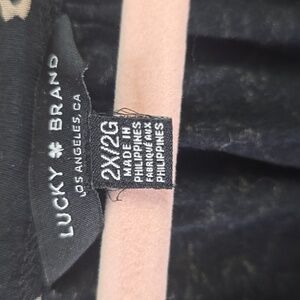 LUCKY ✽ BRAND
LOS ANGELES, CA
2X/2G
MADE IN
PHILIPPINES
FABRIQUÉ AUX
PHILIPPINES